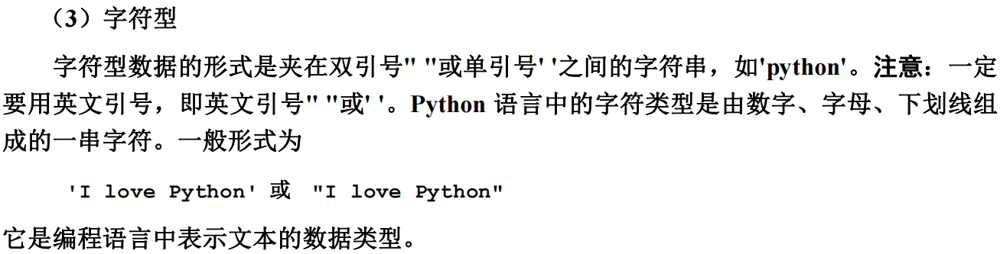 （3）字符型
字符型数据的形式是夹在双引号" "或单引号' '之间的字符串，如'python'。注意：一定
要用英文引号，即英文引号" "或' '。Python 语言中的字符类型是由数字、字母、下划线组
成的一串字符。一般形式为
'I love Python' 或 "I love Python"
它是编程语言中表示文本的数据类型。